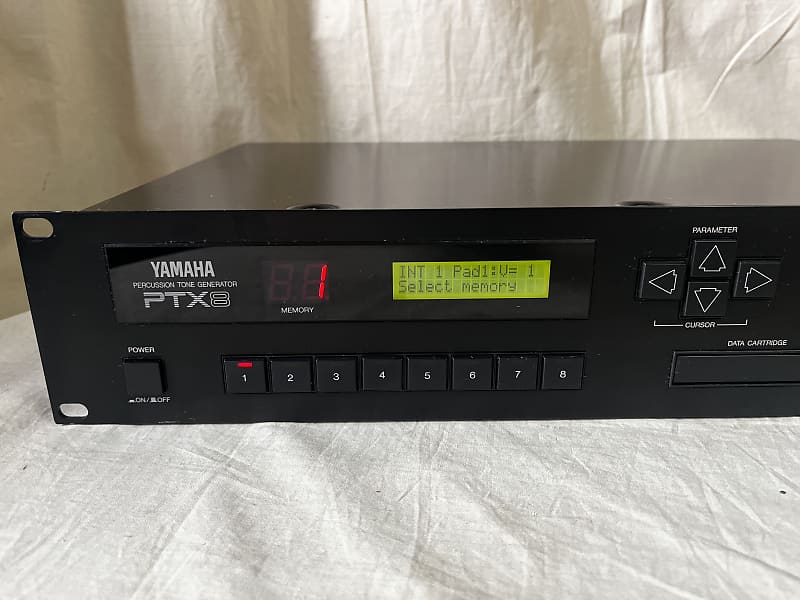 YAMAHA
PERCUSSION TONE GENERATOR
PTX8
1
MEMORY
INT 1 Pad1:V= 1
Select memory
PARAMETER
CURSOR
POWER
ON/ OFF
1 2 3 4 5 6 7 8
DATA CARTRIDGE